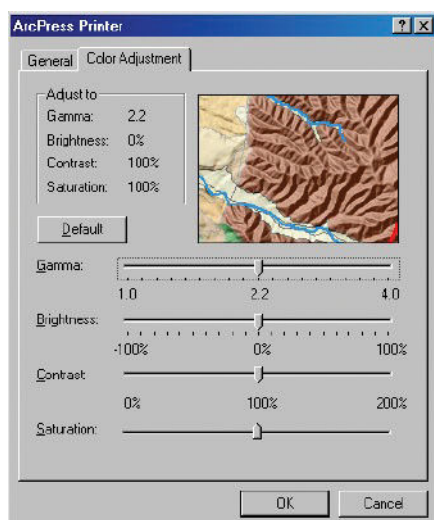 ArcPress Printer
General Color Adjustment
Adjust to
Gamma: 2.2
Brightness: 0%
Contrast: 100%
Saturation: 100%
Default
Gamma:
1.0 2.2 4.0
Brightness:
-100% 0% 100%
Contrast
0% 100% 200%
Saturation:
OK Cancel